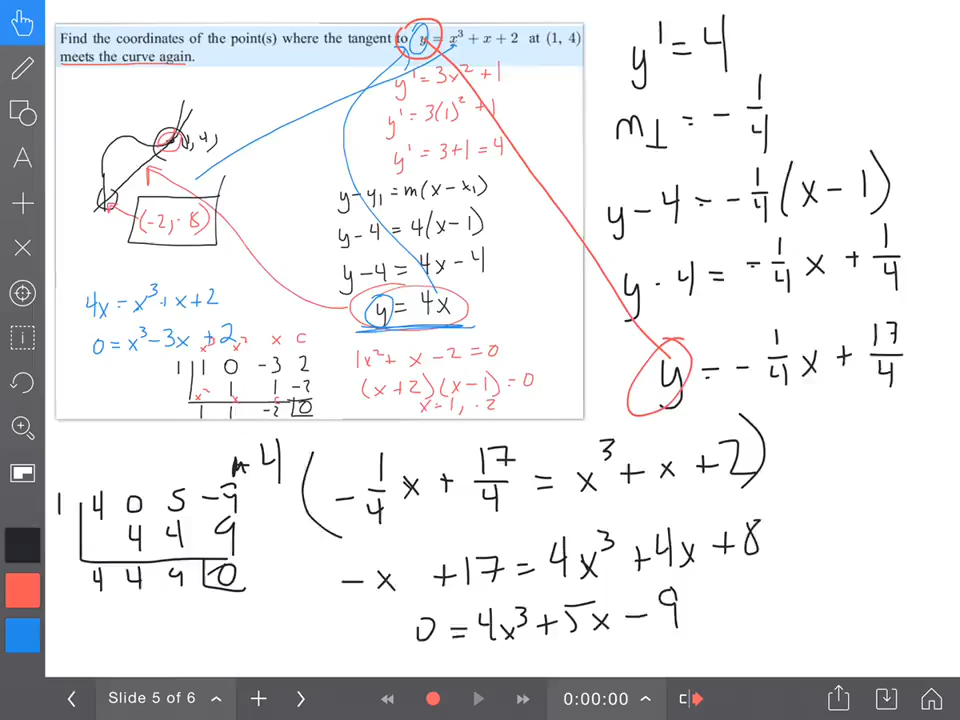 Find the coordinates of the point(s) where the tangent to y = x³ + x + 2 at (1, 4)
meets the curve again.
y' = 3x² + 1
y' = 3(1)² + 1
y' = 3+1 = 4
(1, 4)
(-2, -8)
y - y₁ = m(x - x₁)
y - 4 = 4(x - 1)
y - 4 = 4x - 4
y = 4x
4x = x³ + x + 2
0 = x³ - 3x + 2
x³ x² x c
1 | 1 0 -3 2
1 1 -2
x² x c
1 1 -2 0
1x² + x - 2 = 0
(x + 2)(x - 1) = 0
x = 1, -2
y' = 4
m⊥ = - 1/4
y - 4 = - 1/4 (x - 1)
y - 4 = - 1/4 x + 1/4
y = - 1/4 x + 17/4
4 ( - 1/4 x + 17/4 = x³ + x + 2 )
-x + 17 = 4x³ + 4x + 8
0 = 4x³ + 5x - 9
1 | 4 0 5 -9
4 4 9
4 4 9 0
Slide 5 of 6
0:00:00